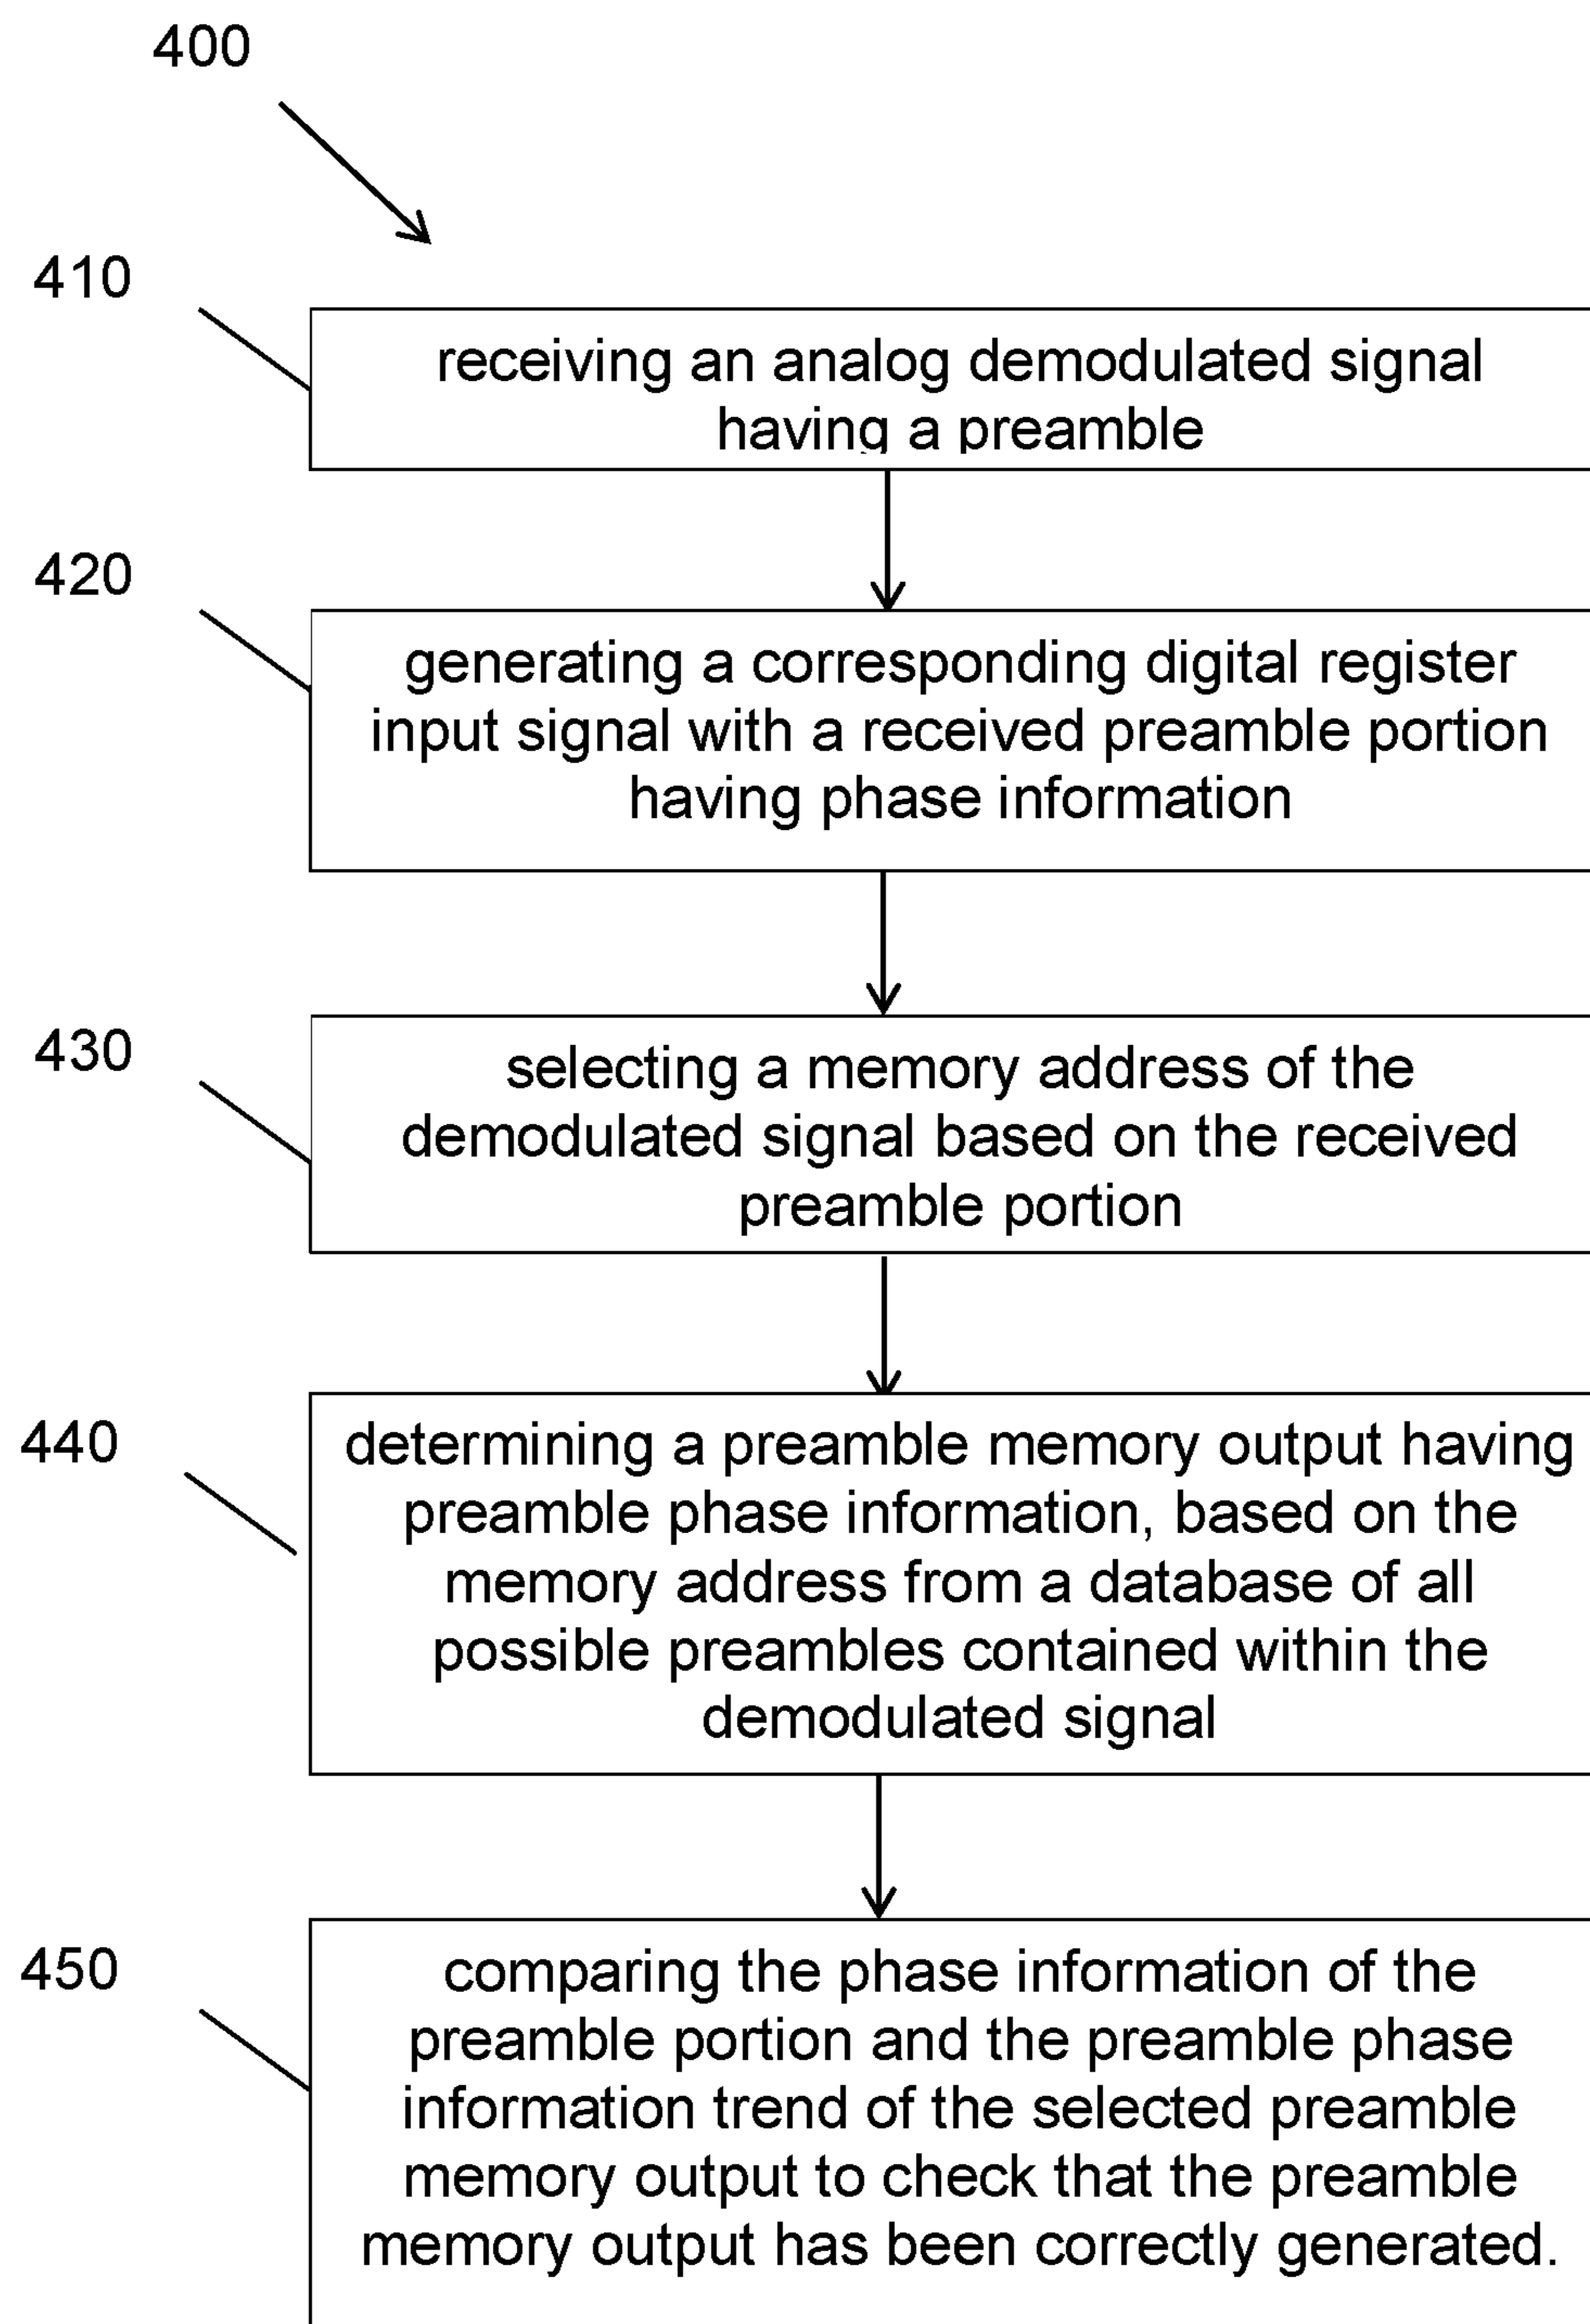 400
410
receiving an analog demodulated signal
having a preamble
420
generating a corresponding digital register
input signal with a received preamble portion
having phase information
430
selecting a memory address of the
demodulated signal based on the received
preamble portion
440
determining a preamble memory output having
preamble phase information, based on the
memory address from a database of all
possible preambles contained within the
demodulated signal
450
comparing the phase information of the
preamble portion and the preamble phase
information trend of the selected preamble
memory output to check that the preamble
memory output has been correctly generated.